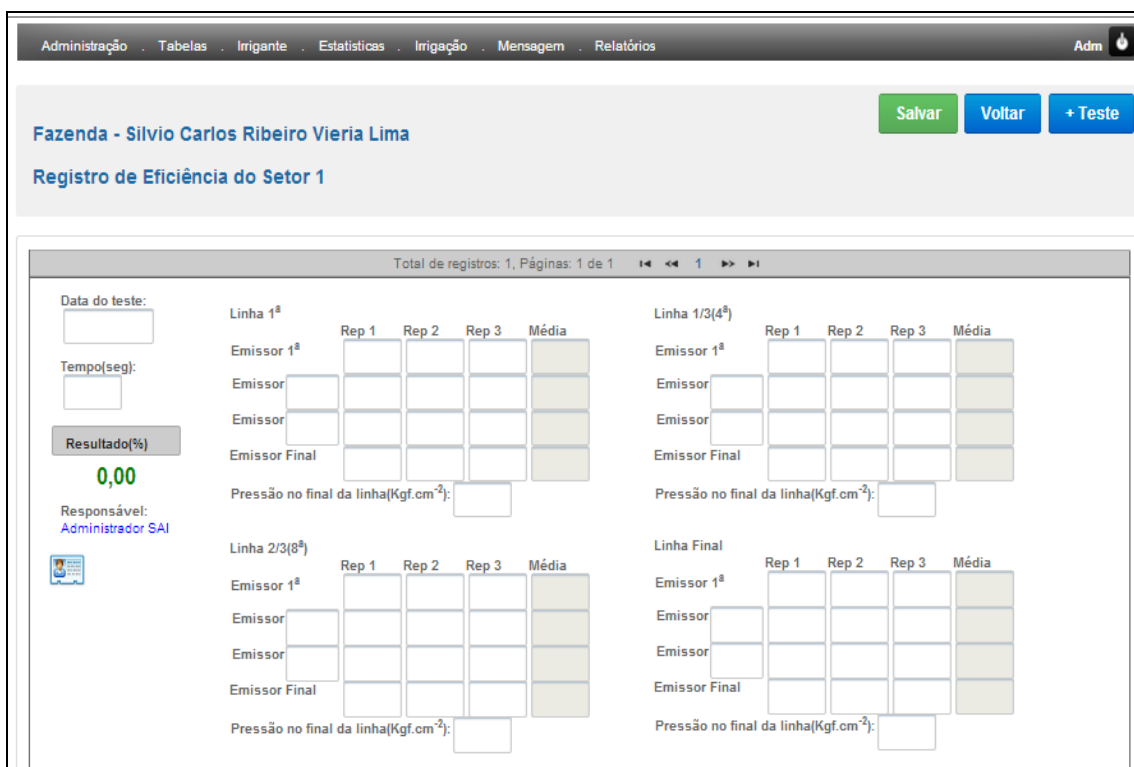 Administração . Tabelas . Irrigante . Estatisticas . Irrigação . Mensagem . Relatórios Adm
Salvar Voltar + Teste
Fazenda - Silvio Carlos Ribeiro Vieria Lima
Registro de Eficiência do Setor 1
Total de registros: 1, Páginas: 1 de 1 1
Data do teste:
Tempo(seg):
Resultado(%)
0,00
Responsável:
Administrador SAI
Linha 1ª
Rep 1 Rep 2 Rep 3 Média
Emissor 1ª
Emissor
Emissor
Emissor Final
Pressão no final da linha(Kgf.cm⁻²):
Linha 1/3(4ª)
Rep 1 Rep 2 Rep 3 Média
Emissor 1ª
Emissor
Emissor
Emissor Final
Pressão no final da linha(Kgf.cm⁻²):
Linha 2/3(8ª)
Rep 1 Rep 2 Rep 3 Média
Emissor 1ª
Emissor
Emissor
Emissor Final
Pressão no final da linha(Kgf.cm⁻²):
Linha Final
Rep 1 Rep 2 Rep 3 Média
Emissor 1ª
Emissor
Emissor
Emissor Final
Pressão no final da linha(Kgf.cm⁻²):